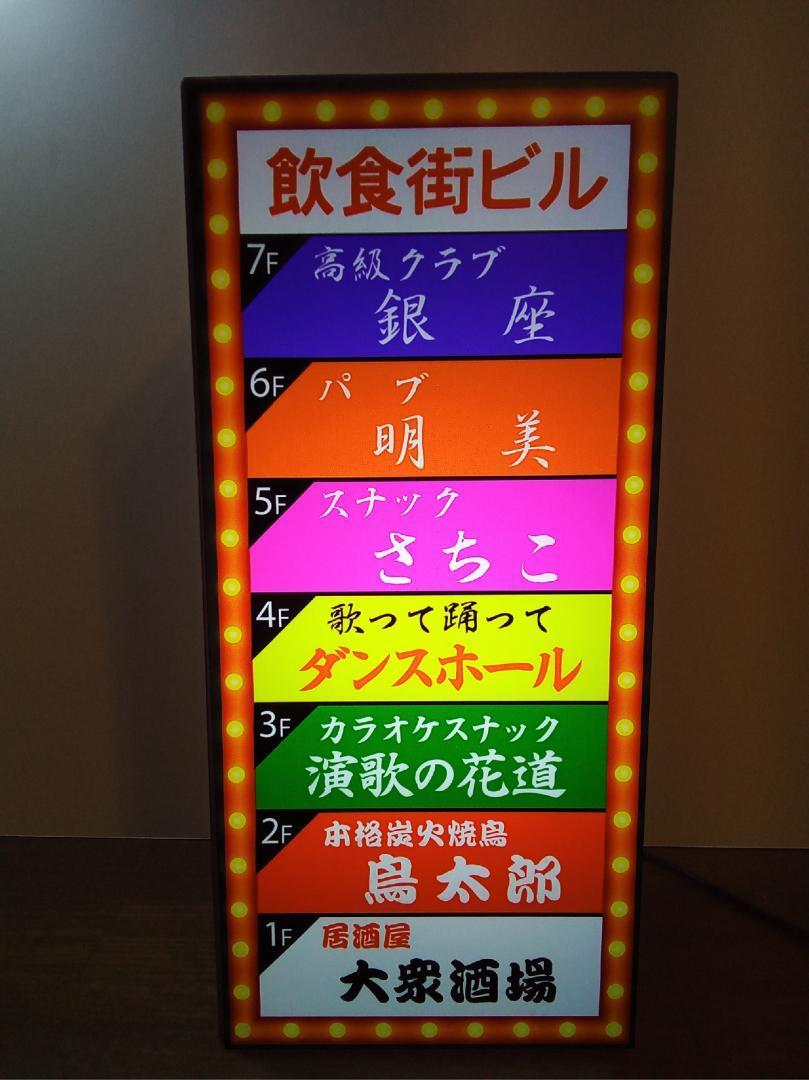 飲食街ビル
7F 高級クラブ
銀座
6F パブ
明美
5F スナック
さちこ
4F 歌って踊って
ダンスホール
3F カラオケスナック
演歌の花道
2F 本格炭火焼鳥
鳥太郎
1F 居酒屋
大衆酒場